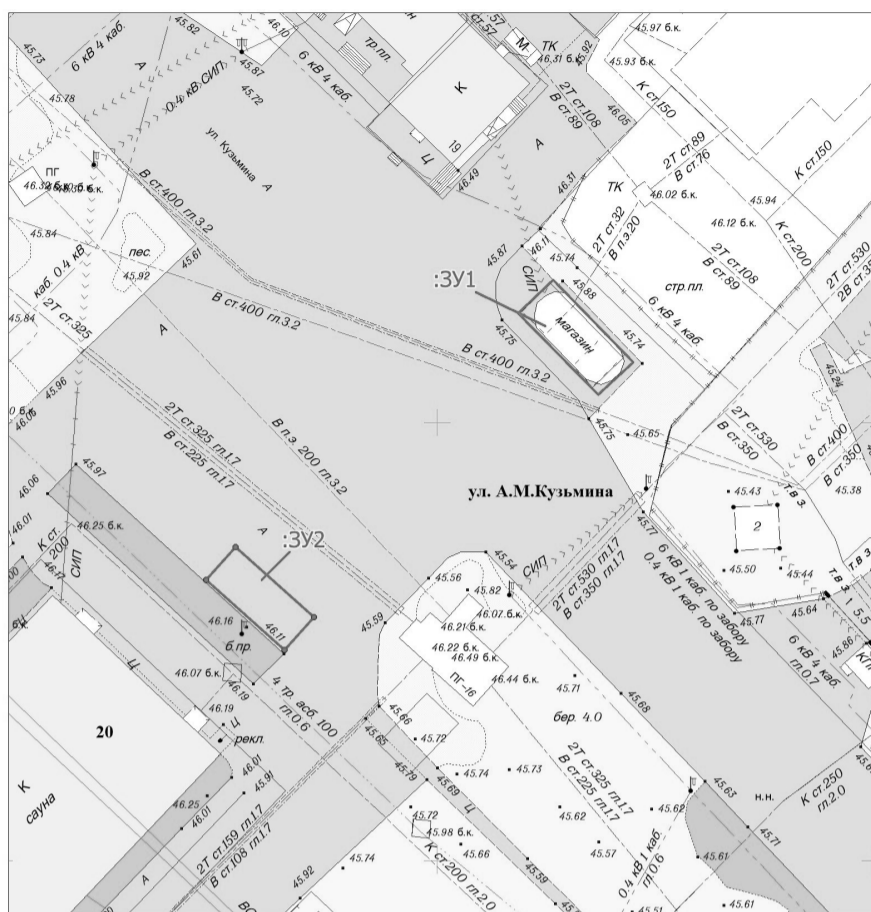 45.82
46.10
ст.57
45.97 б.к.
45.73
6 кВ 4 каб.
А
0.4 кВ СИП
45.87
45.72
6 кВ 4 каб.
тр.пл.
М
ТК
46.31 б.к.
45.92
45.93 б.к.
45.78
ул. Кузьмина
А
К
19
Ц
46.49
2Т ст.108
В ст.89
46.05
К ст.150
А
2Т ст.89
В ст.76
К ст.150
ПГ
В ст.400 гл.3.2
46.31
ТК
46.02 б.к.
45.94
46.12 б.к.
К ст.200
45.84
пес.
45.92
45.61
каб. 0.4 кВ
2Т ст.325
45.87
46.11
2Т ст.32
В п.э.20
45.74
45.88
СИП
:ЗУ1
стр.пл.
2Т ст.108
В ст.89
2Т ст.530
45.84
А
В ст.400 гл.3.2
магазин
45.75
45.74
6 кВ 4 каб.
45.96
В ст.400 гл.3.2
45.24
2Т ст.325 гл.1.7
В ст.225 гл.1.7
В п.э. 200 гл.3.2
45.75
45.65
2Т ст.530
В ст.350
В ст.400
В ст.350
46.06
45.97
ул. А.М.Кузьмина
т.в 3.
45.43
45.38
46.01
46.25 б.к.
К ст.
200
СИП
А
:ЗУ2
45.77
2
45.54
СИП
2Т ст.530 гл.1.7
В ст.350 гл.1.7
6 кВ 1 каб. по забору
0.4 кВ 1 каб. по забору
45.50
45.44
т.в 3.
т.в 3.
45.56
45.82
46.07 б.к.
45.64
45.77
5.5
46.16
46.11
45.59
46.21 б.к.
46.22 б.к.
46.49 б.к.
46.44 б.к.
ПГ-16
6 кВ 4 каб.
гл.0.7
45.86
б.пр.
46.07 б.к.
Ц
46.19
4 тр. асб. 100
гл.0.6
45.71
45.68
46.19
Ц
рекл.
20
45.66
45.65
45.72
бер. 4.0
46.01
45.91
45.79
45.74
45.69
45.73
2Т ст.325 гл.1.7
В ст.225 гл.1.7
45.63
н.н.
К ст.250
гл.2.0
К
сауна
46.25
46.01
2Т ст.159 гл.1.7
В ст.108 гл.1.7
45.72
45.98 б.к.
Ц
45.62
45.62
45.71
45.74
45.66
45.57
45.61
А
45.92
К ст.200 гл.2.0
45.59
0.4 кВ 1 каб.
гл.0.6
45.51
45.61